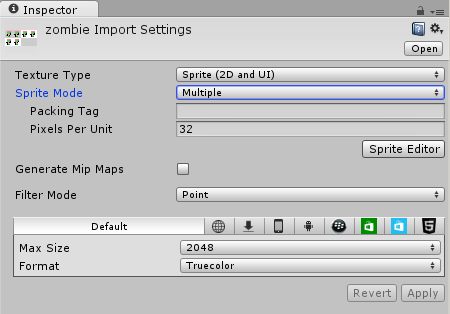 Inspector
zombie Import Settings
Open
Texture Type Sprite (2D and UI)
Sprite Mode Multiple
Packing Tag
Pixels Per Unit 32
Sprite Editor
Generate Mip Maps
Filter Mode Point
Default
Max Size 2048
Format Truecolor
Revert Apply